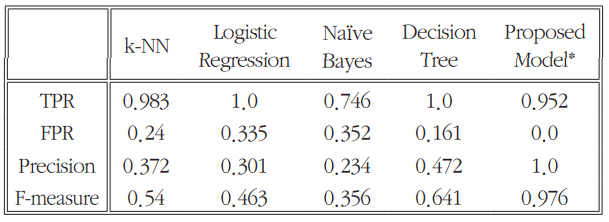 k-NN Logistic Regression Naïve Bayes Decision Tree Proposed Model*
TPR 0.983 1.0 0.746 1.0 0.952
FPR 0.24 0.335 0.352 0.161 0.0
Precision 0.372 0.301 0.234 0.472 1.0
F-measure 0.54 0.463 0.356 0.641 0.976